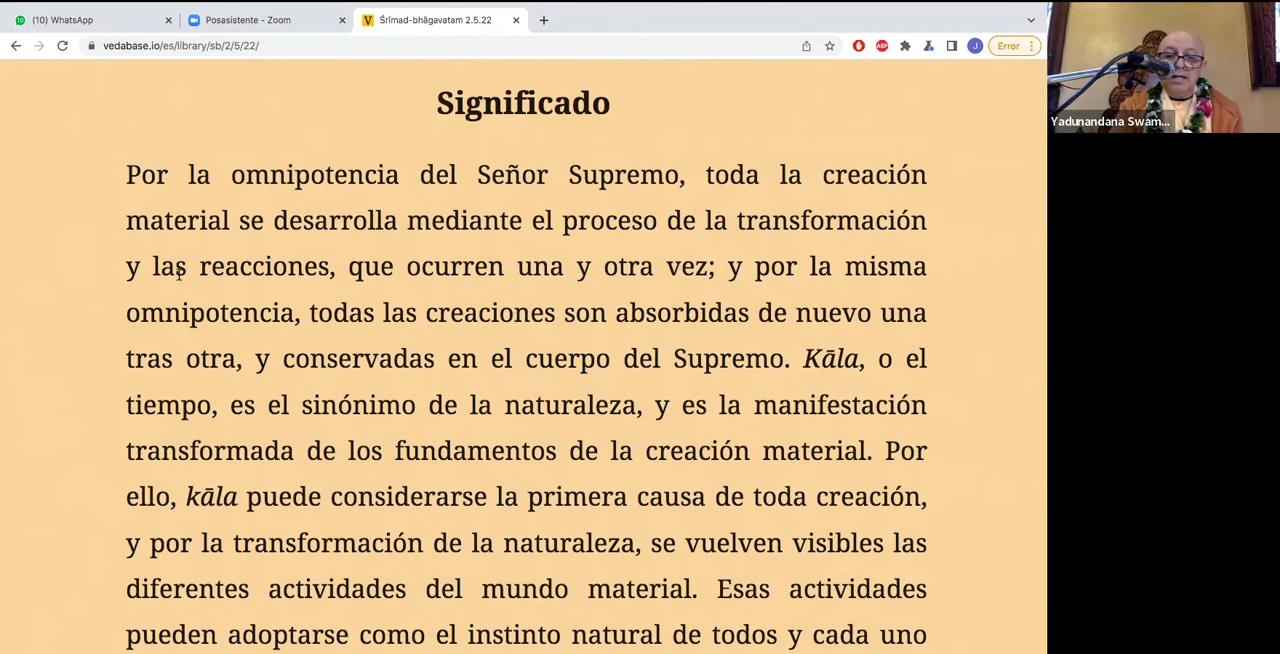 (10) WhatsApp
Posasistente - Zoom
V
Śrīmad-bhāgavatam 2.5.22
vedabase.io/es/library/sb/2/5/22/
ABP
J
Error
Yadunandana Swam...
Significado
Por la omnipotencia del Señor Supremo, toda la creación
material se desarrolla mediante el proceso de la transformación
y las reacciones, que ocurren una y otra vez; y por la misma
omnipotencia, todas las creaciones son absorbidas de nuevo una
tras otra, y conservadas en el cuerpo del Supremo. Kāla, o el
tiempo, es el sinónimo de la naturaleza, y es la manifestación
transformada de los fundamentos de la creación material. Por
ello, kāla puede considerarse la primera causa de toda creación,
y por la transformación de la naturaleza, se vuelven visibles las
diferentes actividades del mundo material. Esas actividades
pueden adoptarse como el instinto natural de todos y cada uno